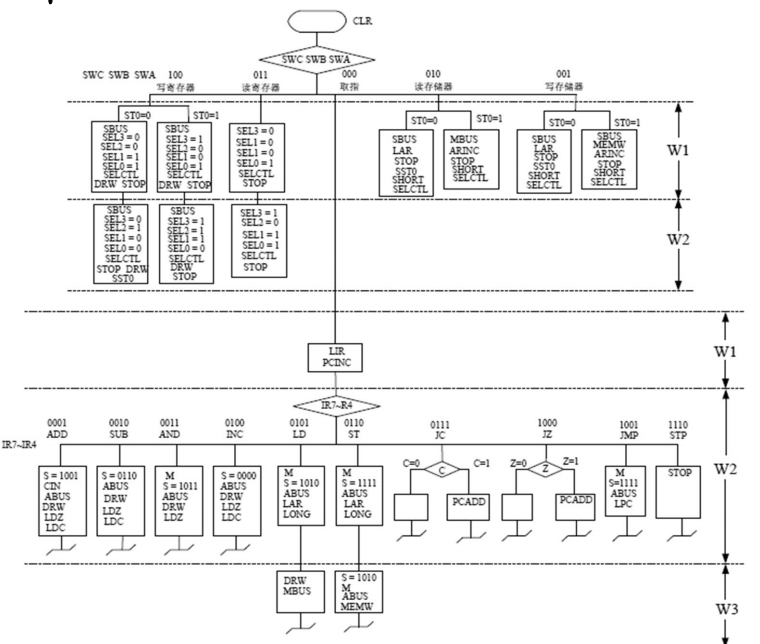 CLR
SWC SWB SWA
SWC SWB SWA
100
写寄存器
011
读寄存器
000
取指
010
读存储器
001
写存储器
ST0=0
ST0=1
ST0=0
ST0=1
ST0=0
ST0=1
SBUS
SEL3 = 0
SEL2 = 0
SEL1 = 1
SEL0 = 1
SELCTL
DRW STOP
SBUS
SEL3 = 1
SEL2 = 0
SEL1 = 0
SEL0 = 1
SELCTL
DRW STOP
SEL3 = 0
SEL1 = 0
SEL1 = 0
SEL0 = 1
SELCTL
STOP
SBUS
LAR
STOP
SST0
SHORT
SELCTL
MBUS
ARINC
STOP
SHORT
SELCTL
SBUS
LAR
STOP
SST0
SHORT
SELCTL
SBUS
MEMW
ARINC
STOP
SHORT
SELCTL
W1
SBUS
SEL3 = 0
SEL2 = 1
SEL1 = 0
SEL0 = 0
SELCTL
STOP DRW
SST0
SBUS
SEL3 = 1
SEL2 = 1
SEL1 = 1
SEL0 = 0
SELCTL
DRW
STOP
SEL3 = 1
SEL2 = 0
SEL1 = 1
SEL0 = 1
SELCTL
STOP
W2
LIR
PCINC
W1
IR7~R4
IR7~IR4
0001
ADD
0010
SUB
0011
AND
0100
INC
0101
LD
0110
ST
0111
JC
1000
JZ
1001
JMP
1110
STP
S = 1001
CIN
ABUS
DRW
LDZ
LDC
S = 0110
ABUS
DRW
LDZ
LDC
M
S = 1011
ABUS
DRW
LDZ
S = 0000
ABUS
DRW
LDZ
LDC
M
S = 1010
ABUS
LAR
LONG
M
S = 1111
ABUS
LAR
LONG
C=0
C
C=1
PCADD
Z=0
Z
Z=1
PCADD
M
S=1111
ABUS
LPC
STOP
W2
DRW
MBUS
S = 1010
M
ABUS
MEMW
W3